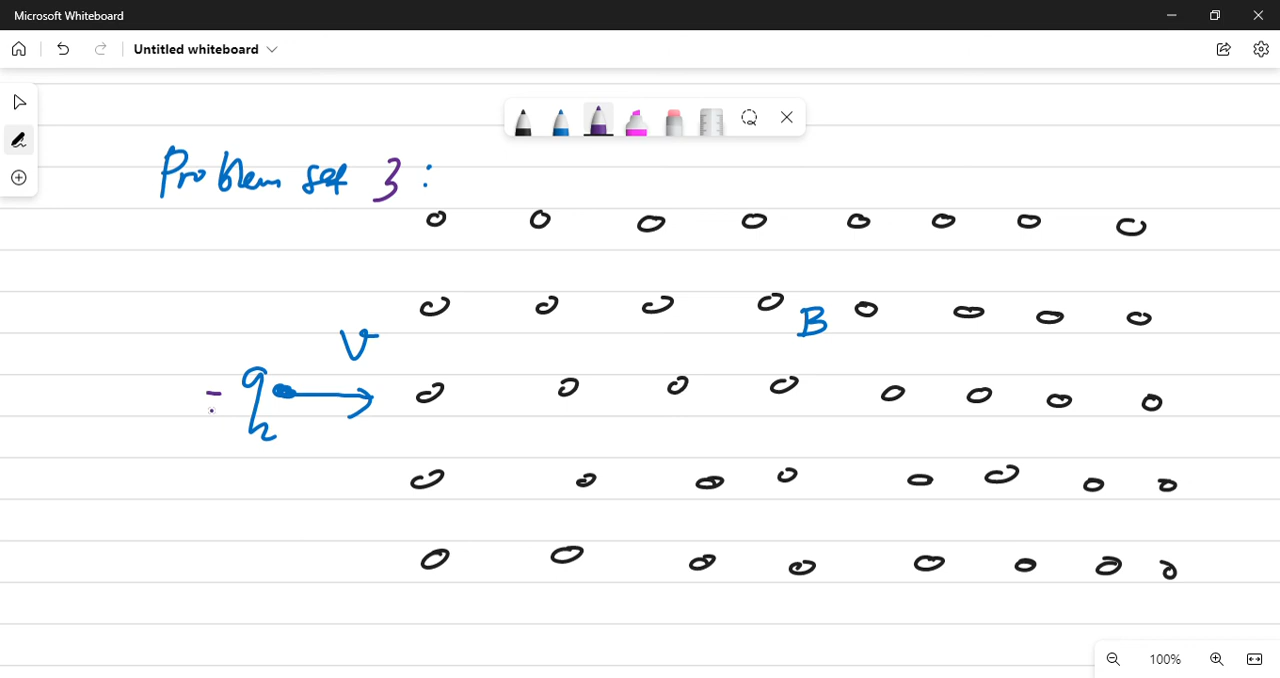 Microsoft Whiteboard
Untitled whiteboard
Problem set 3 :
B
V
- q
100%